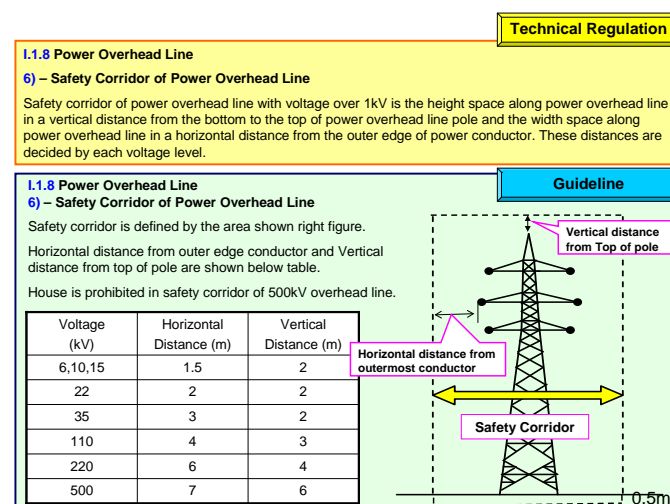 Technical Regulation
I.1.8 Power Overhead Line
6) – Safety Corridor of Power Overhead Line
Safety corridor of power overhead line with voltage over 1kV is the height space along power overhead line
in a vertical distance from the bottom to the top of power overhead line pole and the width space along
power overhead line in a horizontal distance from the outer edge of power conductor. These distances are
decided by each voltage level.
Guideline
I.1.8 Power Overhead Line
6) – Safety Corridor of Power Overhead Line
Safety corridor is defined by the area shown right figure.
Horizontal distance from outer edge conductor and Vertical
distance from top of pole are shown below table.
House is prohibited in safety corridor of 500kV overhead line.
Voltage Horizontal Vertical
(kV) Distance (m) Distance (m)
6,10,15 1.5 2
22 2 2
35 3 2
110 4 3
220 6 4
500 7 6
Vertical distance
from Top of pole
Horizontal distance from
outermost conductor
Safety Corridor
0.5m